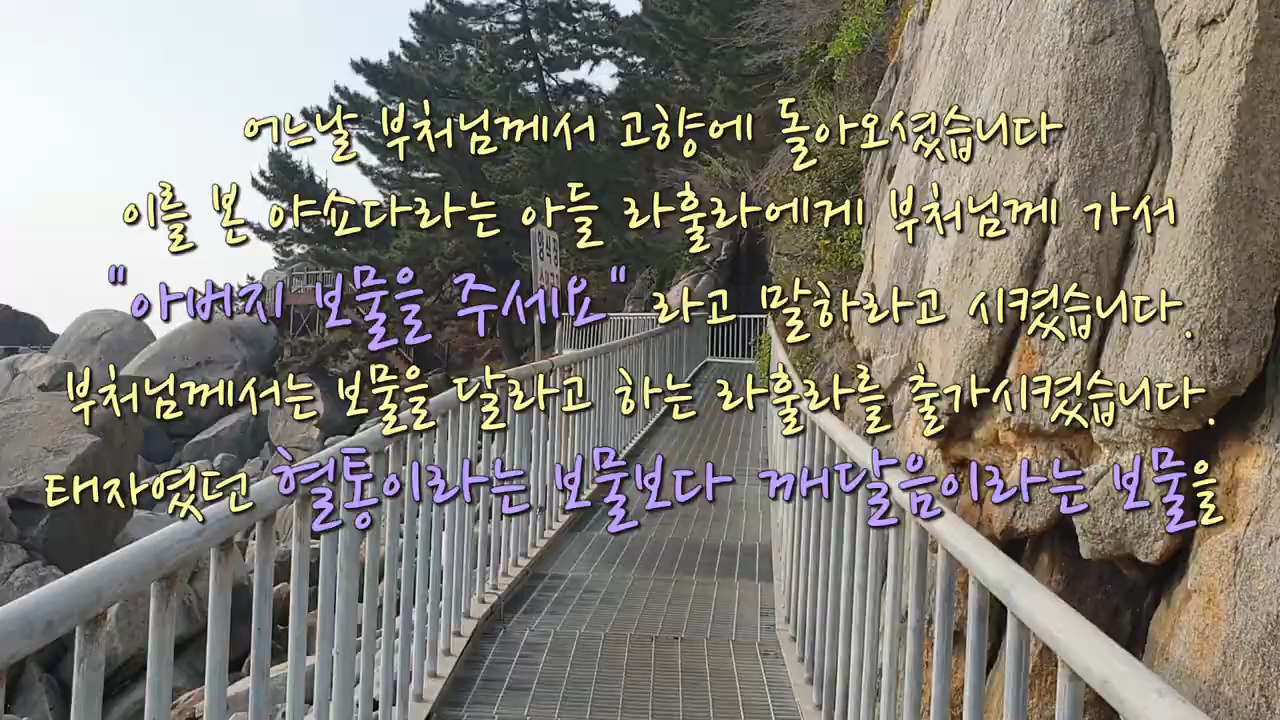 어느날 부처님께서 고향에 돌아오셨습니다
이를 본 야쇼다라는 아들 라훌라에게 부처님께 가서
"아버지 보물을 주세요" 라고 말하라고 시켰습니다.
부처님께서는 보물을 달라고 하는 라훌라를 출가시켰습니다.
태자였던 혈통이라는 보물보다 깨달음이라는 보물을